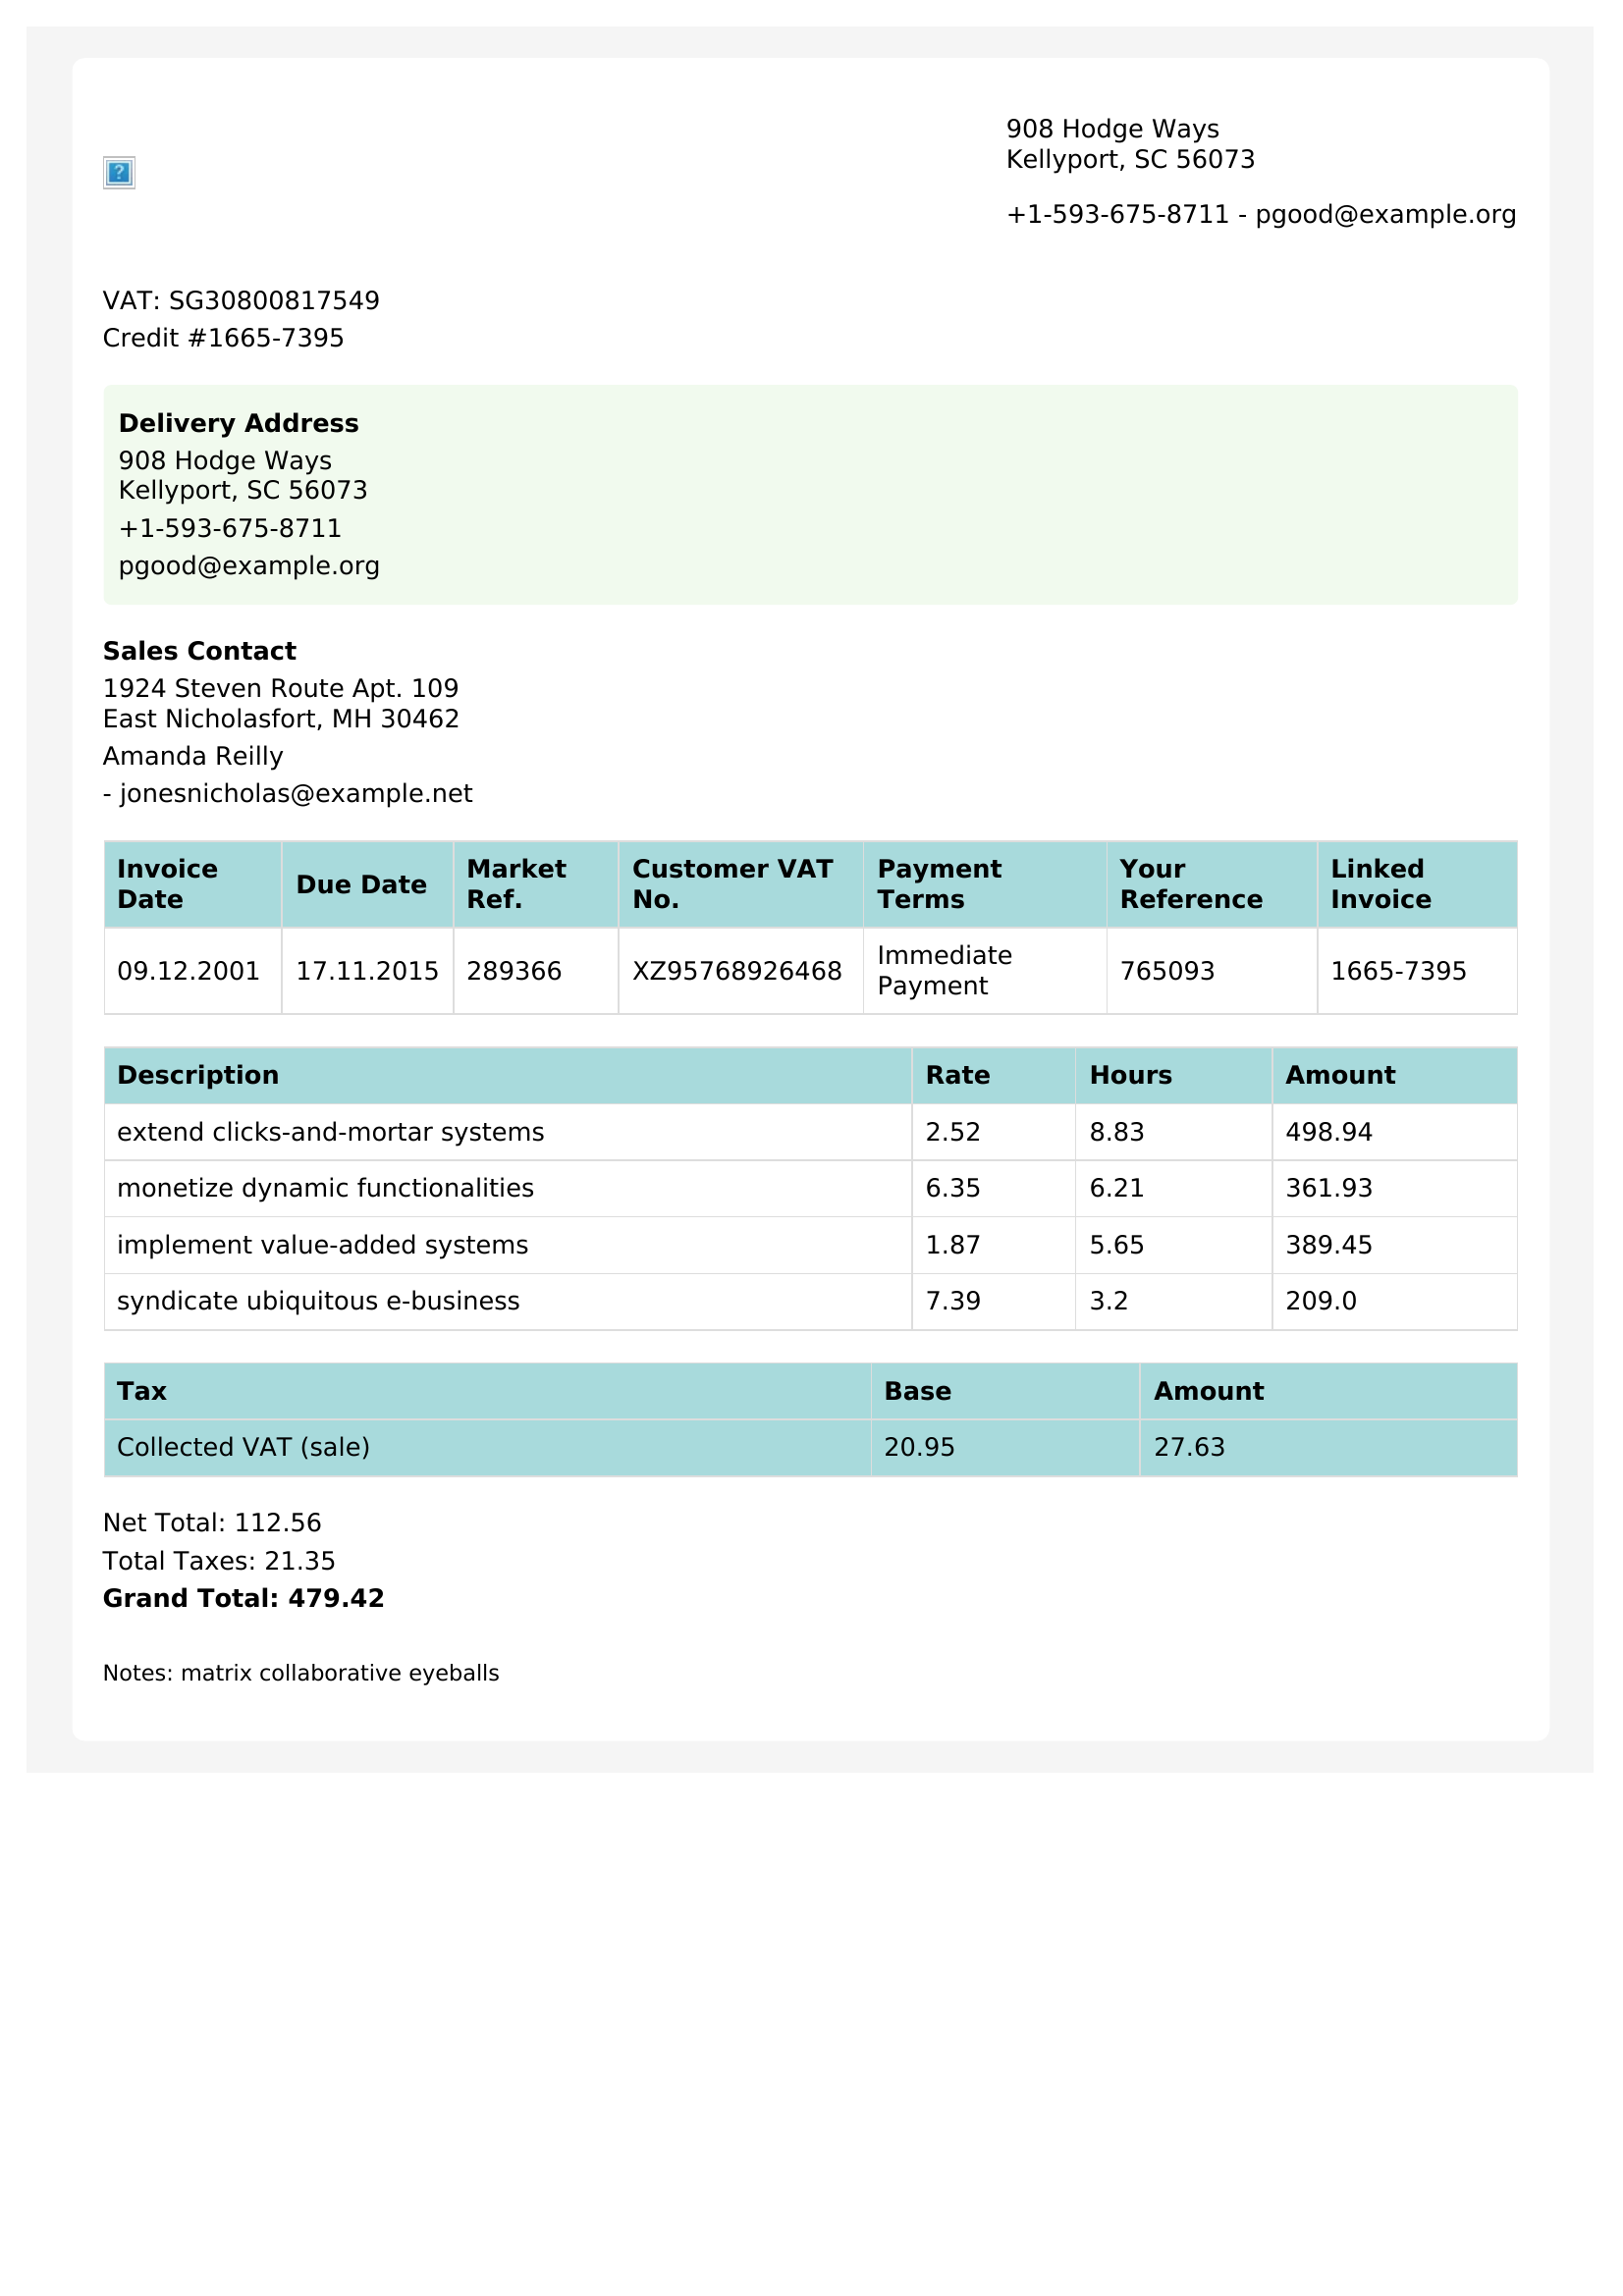 908 Hodge Ways
Kellyport, SC 56073
+1-593-675-8711 - pgood@example.org
VAT: SG30800817549
Credit #1665-7395
Delivery Address
908 Hodge Ways
Kellyport, SC 56073
+1-593-675-8711
pgood@example.org
Sales Contact
1924 Steven Route Apt. 109
East Nicholasfort, MH 30462
Amanda Reilly
- jonesnicholas@example.net
Invoice Date Due Date Market Ref. Customer VAT No. Payment Terms Your Reference Linked Invoice
09.12.2001 17.11.2015 289366 XZ95768926468 Immediate Payment 765093 1665-7395
Description Rate Hours Amount
extend clicks-and-mortar systems 2.52 8.83 498.94
monetize dynamic functionalities 6.35 6.21 361.93
implement value-added systems 1.87 5.65 389.45
syndicate ubiquitous e-business 7.39 3.2 209.0
Tax Base Amount
Collected VAT (sale) 20.95 27.63
Net Total: 112.56
Total Taxes: 21.35
Grand Total: 479.42
Notes: matrix collaborative eyeballs